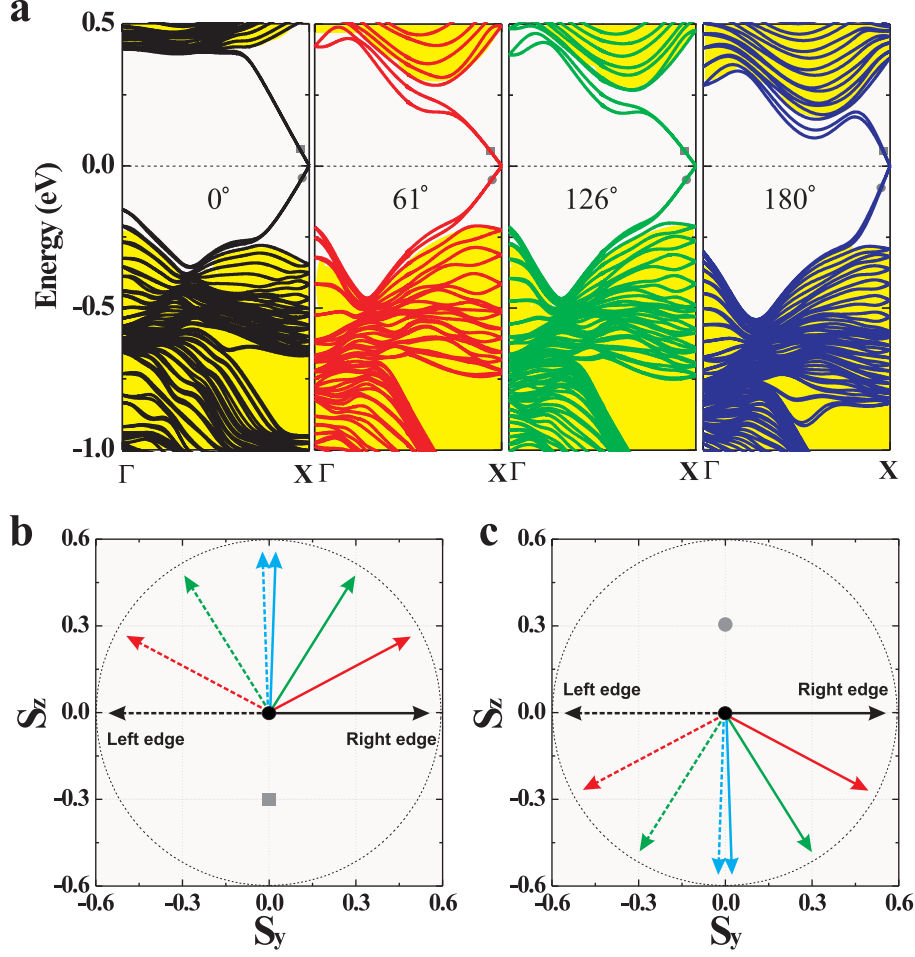 a
0.5
0.0
-0.5
-1.0
Energy (eV)
0°
61°
126°
180°
Γ X Γ X Γ X Γ X
b
0.6
0.3
0.0
-0.3
-0.6
Sz
Left edge
Right edge
-0.6 -0.3 0.0 0.3 0.6
Sy
c
0.6
0.3
0.0
-0.3
-0.6
Sz
Left edge
Right edge
-0.6 -0.3 0.0 0.3 0.6
Sy